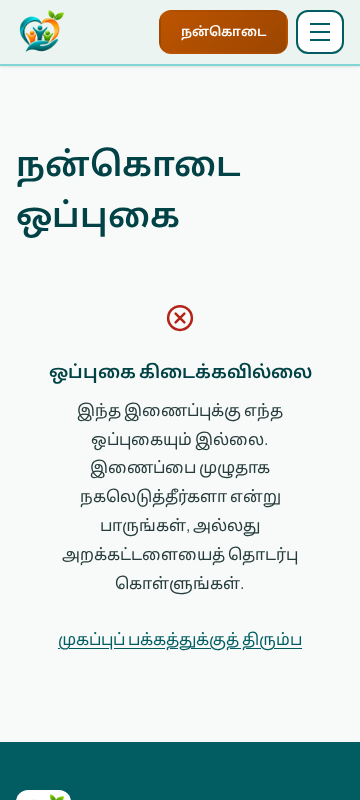 நன்கொடை
நன்கொடை
ஒப்புகை
ஒப்புகை கிடைக்கவில்லை
இந்த இணைப்புக்கு எந்த
ஒப்புகையும் இல்லை.
இணைப்பை முழுதாக
நகலெடுத்தீர்களா என்று
பாருங்கள், அல்லது
அறக்கட்டளையைத் தொடர்பு
கொள்ளுங்கள்.
முகப்புப் பக்கத்துக்குத் திரும்ப